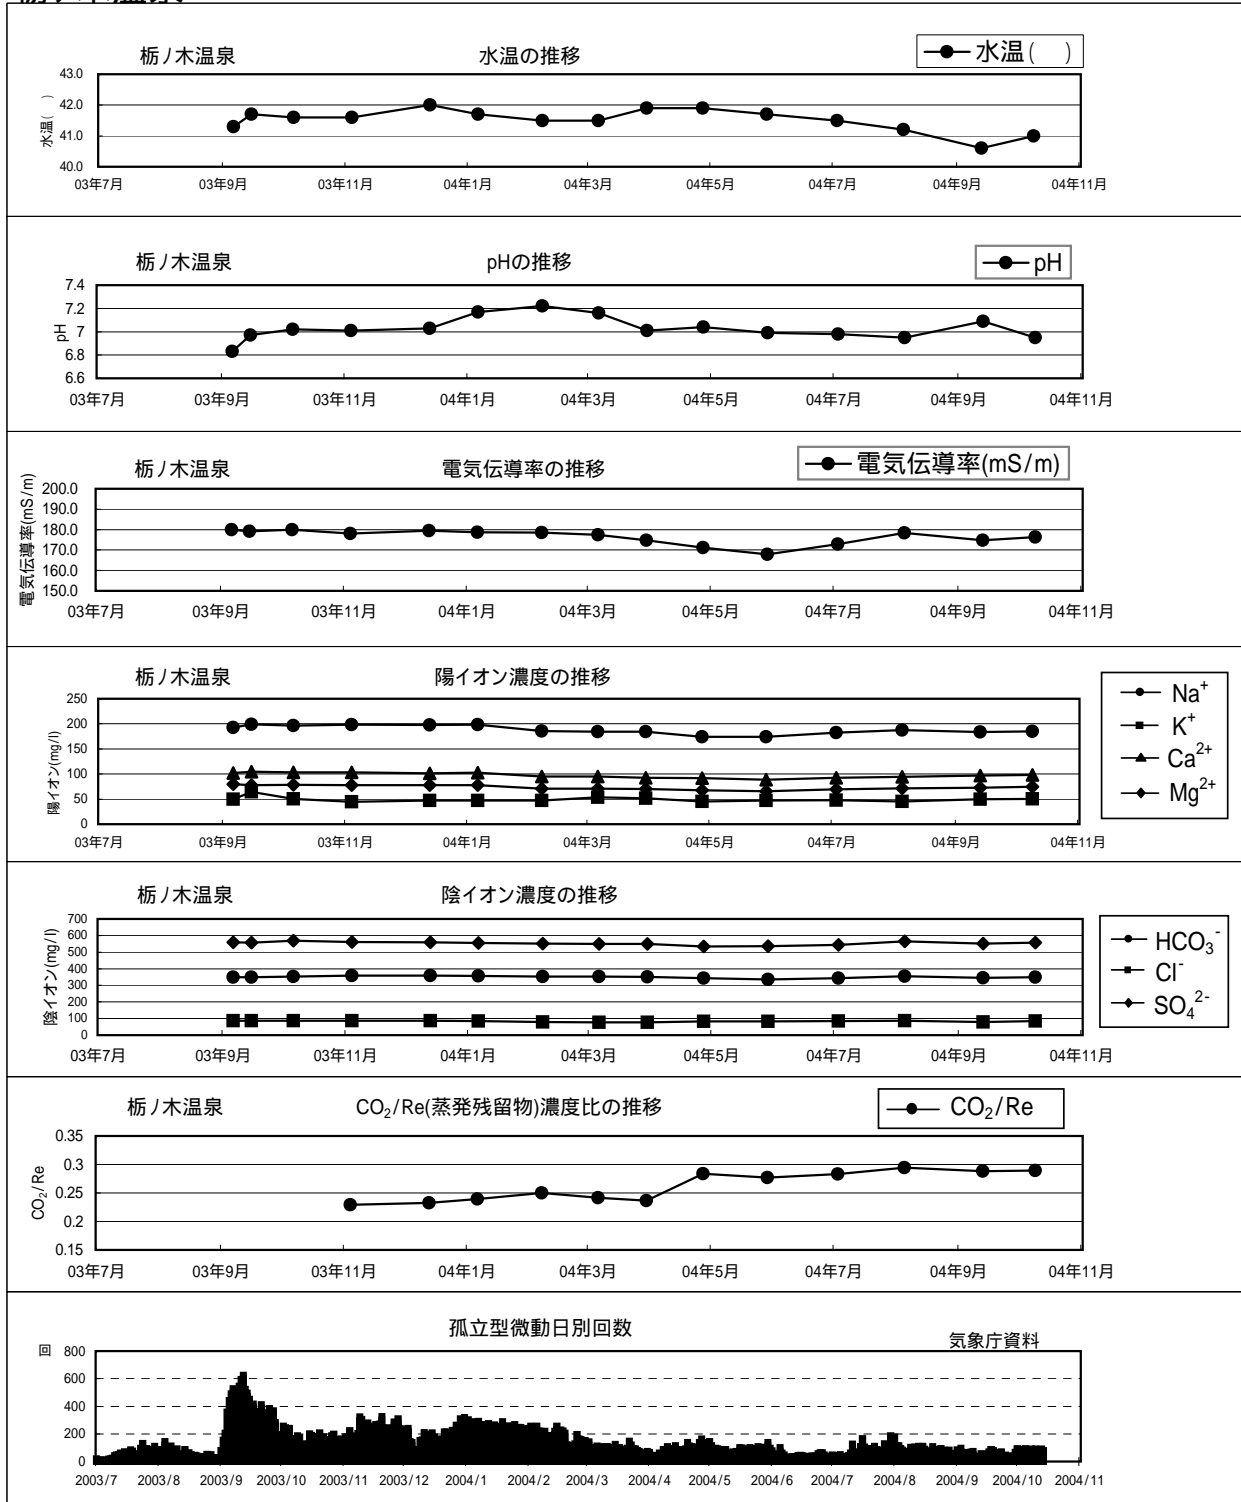 栃ノ木温泉 水温の推移 水温( )
水温( )
43.0
42.0
41.0
40.0
03年7月 03年9月 03年11月 04年1月 04年3月 04年5月 04年7月 04年9月 04年11月
栃ノ木温泉 pHの推移 pH
pH
7.4
7.2
7
6.8
6.6
03年7月 03年9月 03年11月 04年1月 04年3月 04年5月 04年7月 04年9月 04年11月
栃ノ木温泉 電気伝導率の推移 電気伝導率(mS/m)
電気伝導率(mS/m)
200.0
190.0
180.0
170.0
160.0
150.0
03年7月 03年9月 03年11月 04年1月 04年3月 04年5月 04年7月 04年9月 04年11月
栃ノ木温泉 陽イオン濃度の推移
陽イオン(mg/l)
250
200
150
100
50
0
03年7月 03年9月 03年11月 04年1月 04年3月 04年5月 04年7月 04年9月 04年11月
Na⁺
K⁺
Ca²⁺
Mg²⁺
栃ノ木温泉 陰イオン濃度の推移
陰イオン(mg/l)
700
600
500
400
300
200
100
0
03年7月 03年9月 03年11月 04年1月 04年3月 04年5月 04年7月 04年9月 04年11月
HCO₃⁻
Cl⁻
SO₄²⁻
栃ノ木温泉 CO₂/Re(蒸発残留物)濃度比の推移 CO₂/Re
CO₂/Re
0.35
0.3
0.25
0.2
0.15
03年7月 03年9月 03年11月 04年1月 04年3月 04年5月 04年7月 04年9月 04年11月
孤立型微動日別回数 気象庁資料
回
800
600
400
200
0
2003/7 2003/8 2003/9 2003/10 2003/11 2003/12 2004/1 2004/2 2004/3 2004/4 2004/5 2004/6 2004/7 2004/8 2004/9 2004/10 2004/11